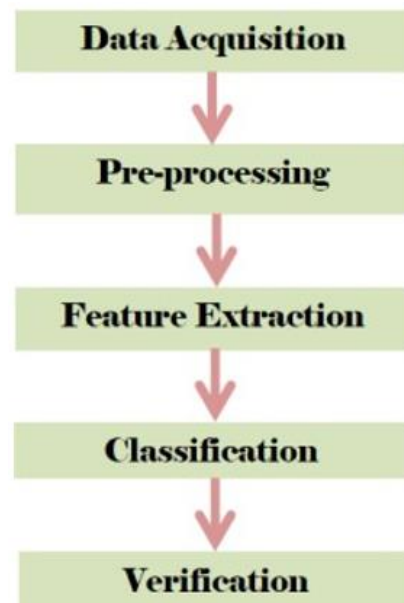 Data Acquisition
Pre-processing
Feature Extraction
Classification
Verification